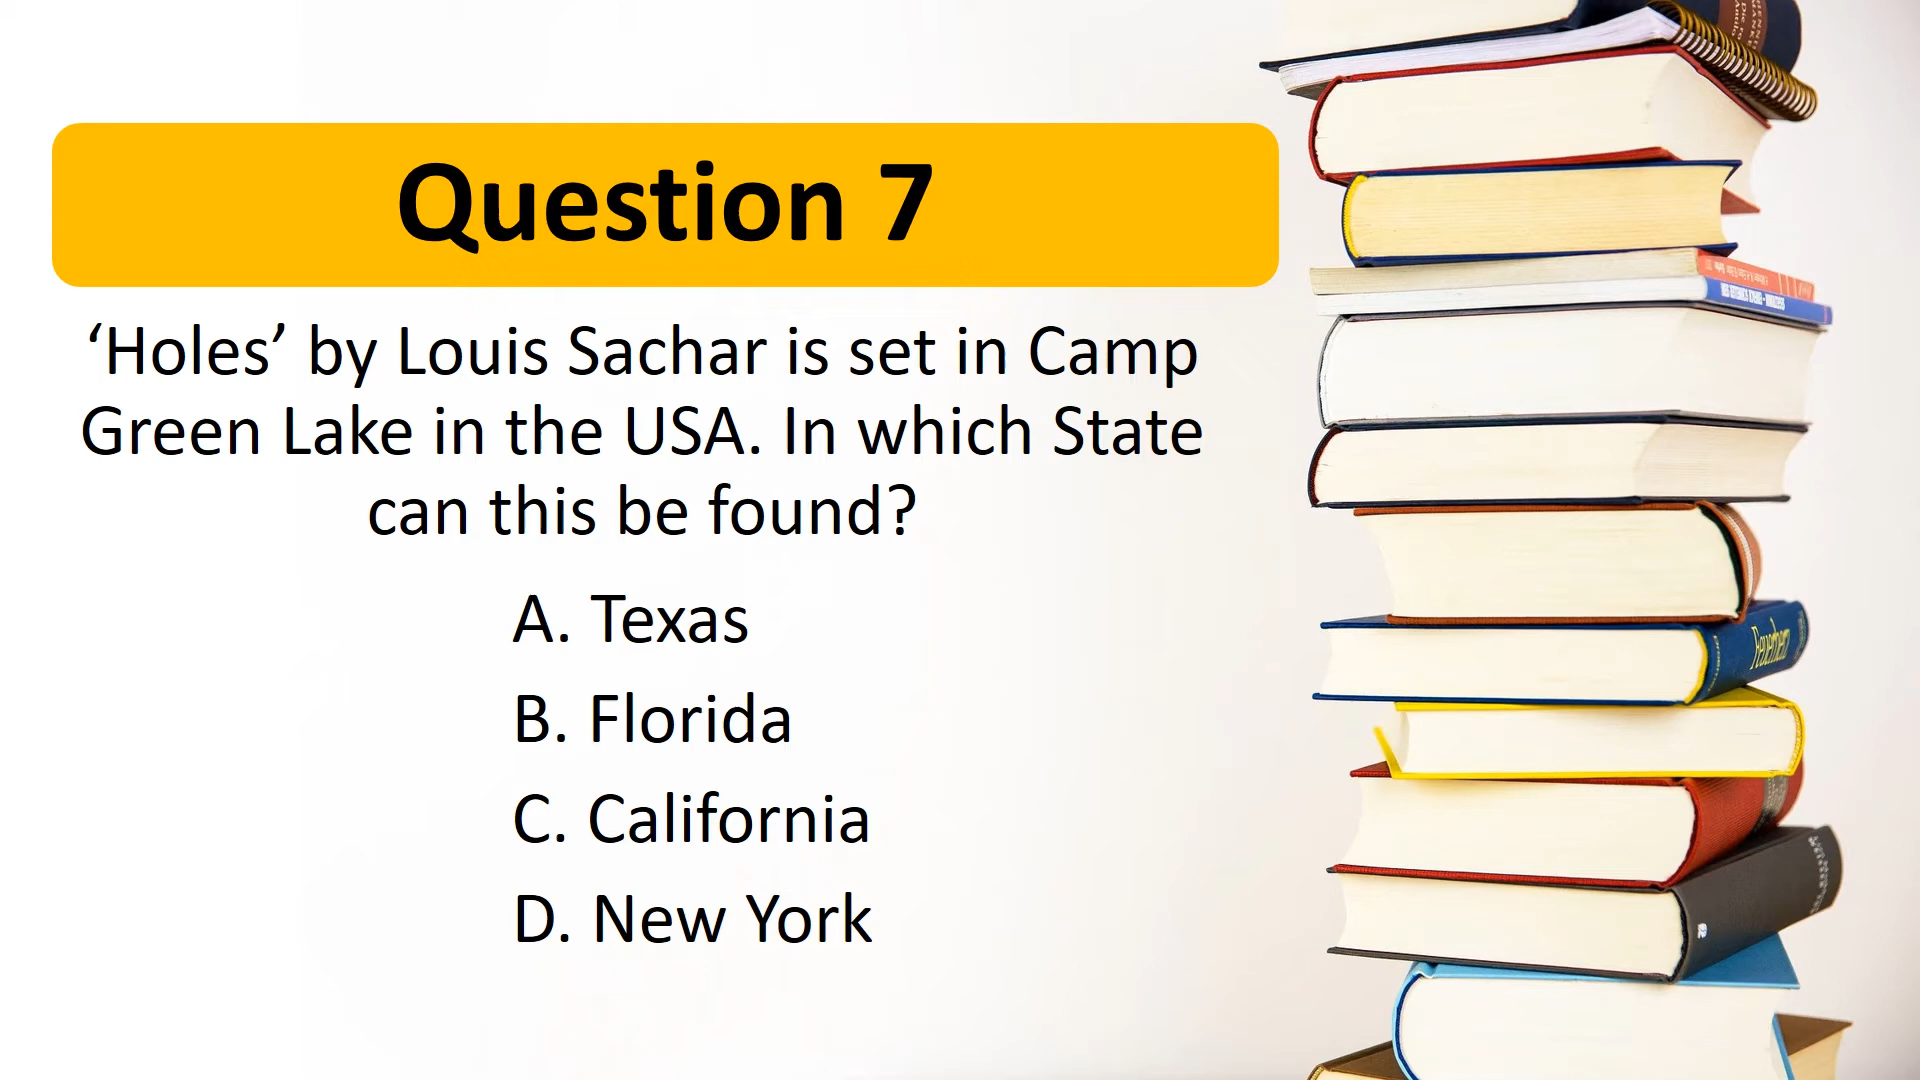 Question 7
‘Holes’ by Louis Sachar is set in Camp
Green Lake in the USA. In which State
can this be found?
A. Texas
B. Florida
C. California
D. New York